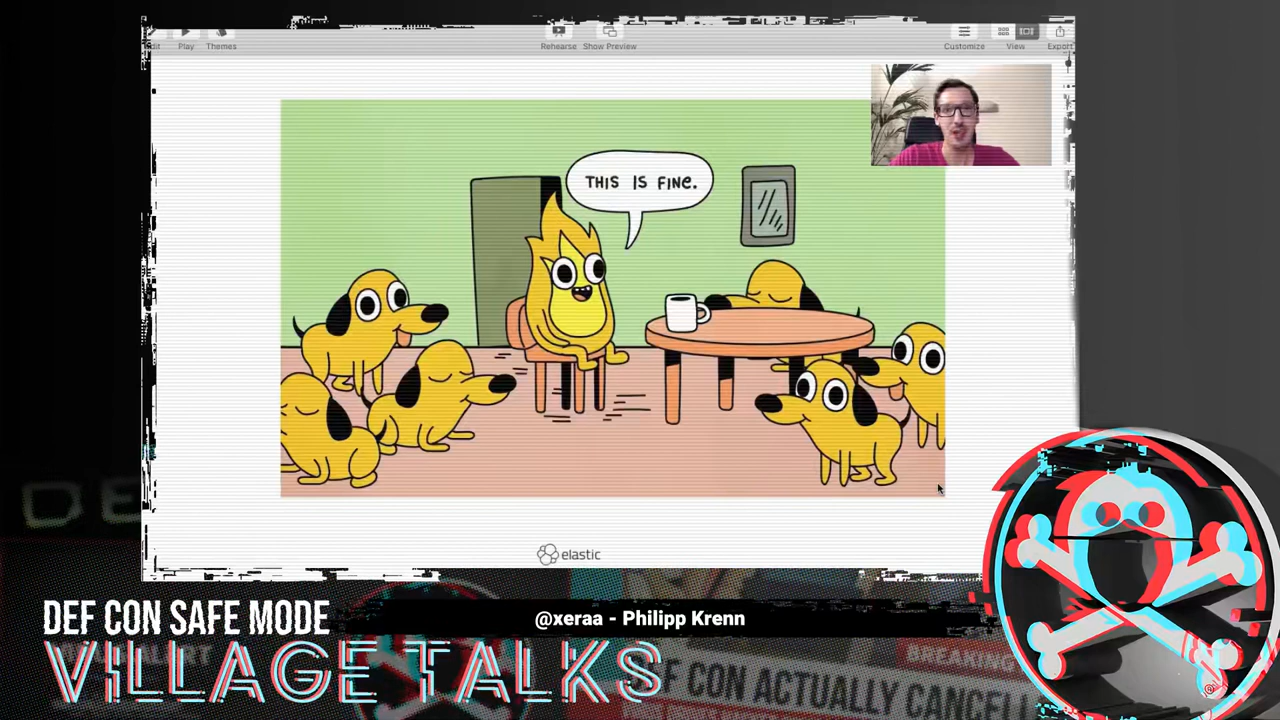 Play
Themes
Rehearse
Show Preview
Customize
View
Export
THIS IS FINE.
elastic
@xeraa - Philipp Krenn
DEF CON SAFE MODE
VILLAGE TALKS
BREAKING
CON ACTUALLY